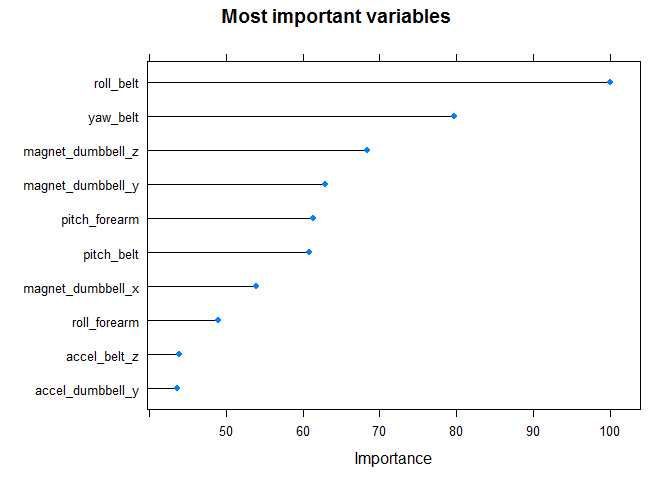 Most important variables
roll_belt
yaw_belt
magnet_dumbbell_z
magnet_dumbbell_y
pitch_forearm
pitch_belt
magnet_dumbbell_x
roll_forearm
accel_belt_z
accel_dumbbell_y
50 60 70 80 90 100
Importance